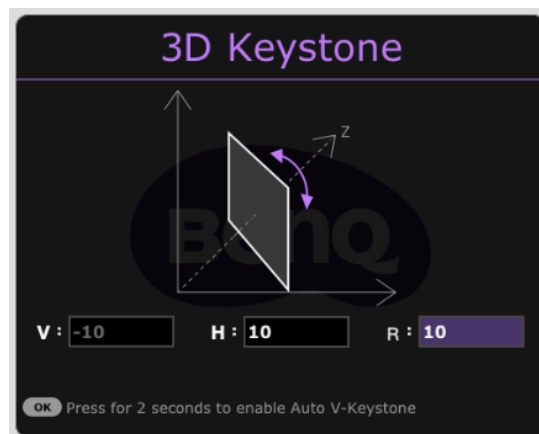 3D Keystone
Z
BenQ
V : -10 H : 10 R : 10
OK Press for 2 seconds to enable Auto V-Keystone